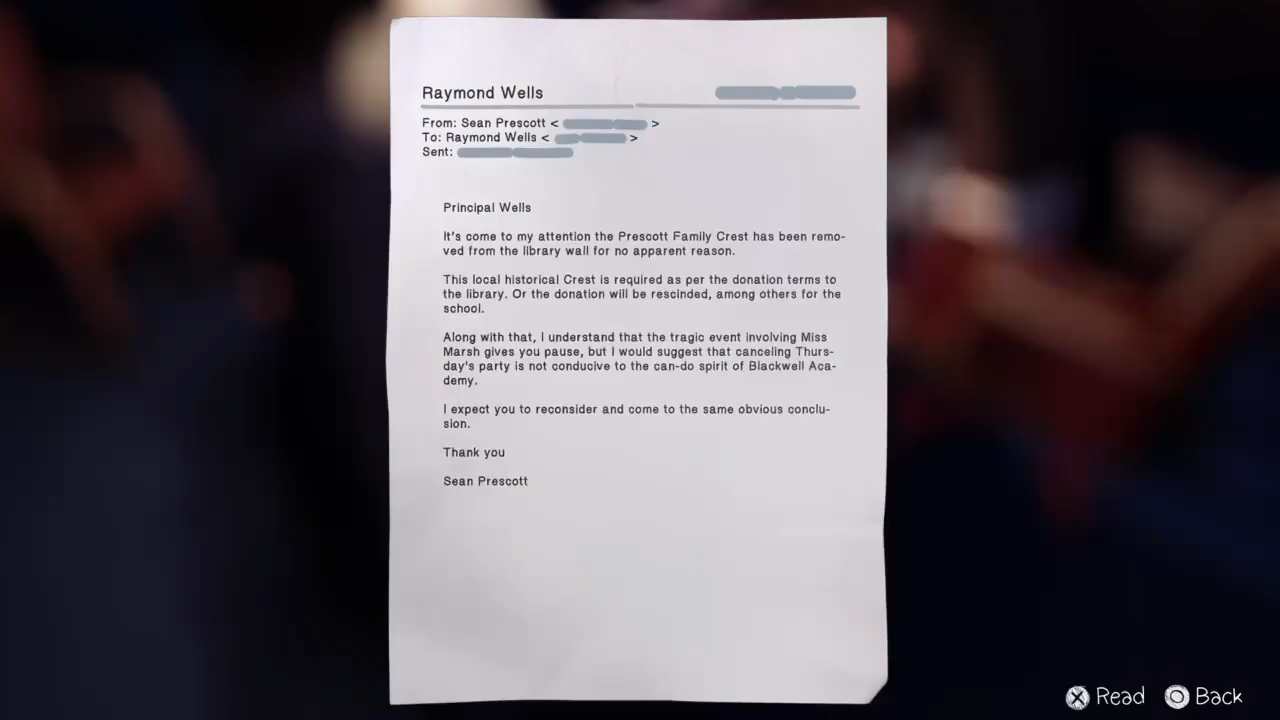 Raymond Wells
From: Sean Prescott < >
To: Raymond Wells < >
Sent:
Principal Wells
It's come to my attention the Prescott Family Crest has been remo-
ved from the library wall for no apparent reason.
This local historical Crest is required as per the donation terms to
the library. Or the donation will be rescinded, among others for the
school.
Along with that, I understand that the tragic event involving Miss
Marsh gives you pause, but I would suggest that canceling Thurs-
day's party is not conducive to the can-do spirit of Blackwell Aca-
demy.
I expect you to reconsider and come to the same obvious conclu-
sion.
Thank you
Sean Prescott
Read Back